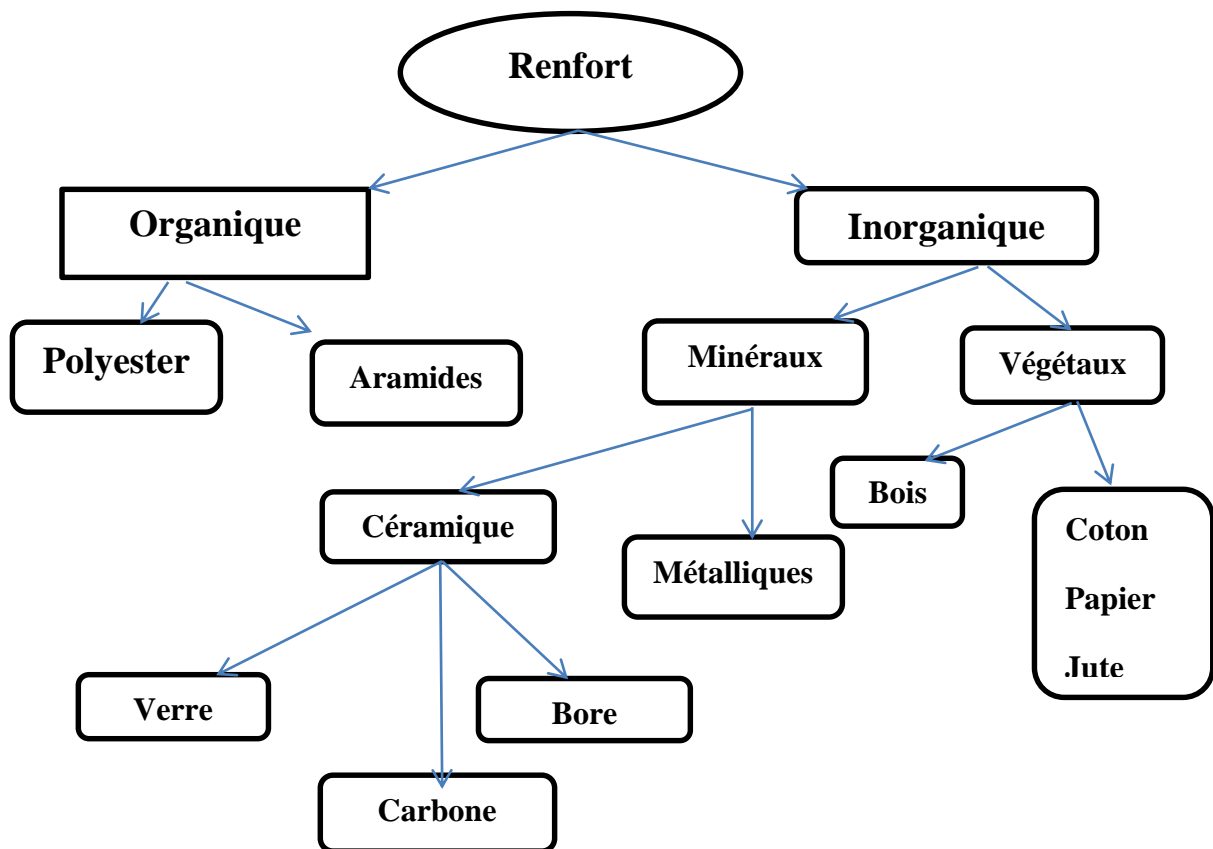 Renfort
Organique
Inorganique
Polyester
Aramides
Minéraux
Végétaux
Céramique
Métalliques
Bois
Coton
Papier
Jute
Verre
Bore
Carbone